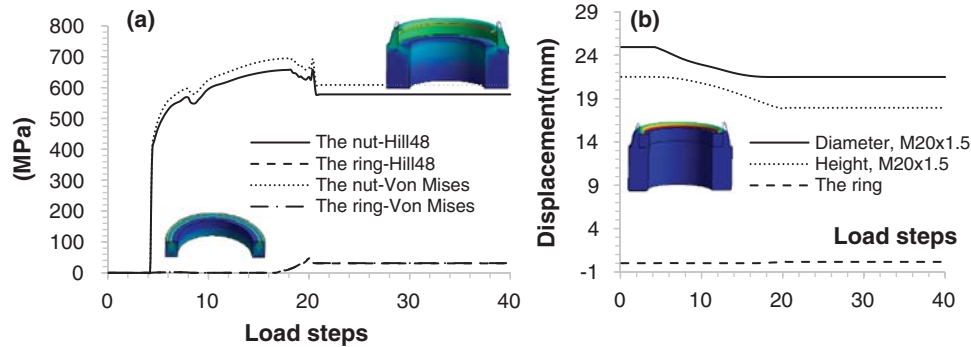 (a)
(MPa)
800
700
600
500
400
300
200
100
0
The nut-Hill48
The ring-Hill48
The nut-Von Mises
The ring-Von Mises
0 10 20 30 40
Load steps
(b)
Displacement(mm
29
24
19
14
9
4
-1
Diameter, M20x1.5
Height, M20x1.5
The ring
Load steps
0 10 20 30 40